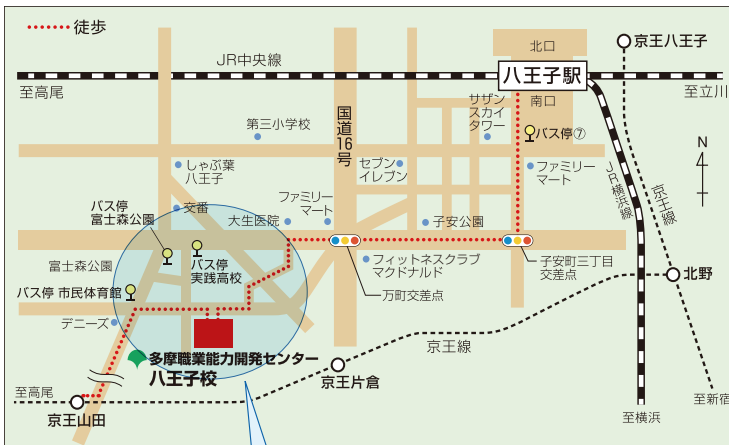 徒歩
北口
京王八王子
JR中央線
八王子駅
至高尾
至立川
サザン
スカイ
タワー
南口
国道16号
第三小学校
バス停⑦
N
しゃぶ葉
八王子
セブン
イレブン
ファミリー
マート
JR横浜線
京王線
バス停
富士森公園
交番
ファミリー
マート
大生医院
子安公園
富士森公園
バス停
実践高校
フィットネスクラブ
マクドナルド
子安町三丁目
交差点
北野
バス停 市民体育館
万町交差点
デニーズ
京王線
多摩職業能力開発センター
八王子校
京王片倉
至高尾
京王山田
至横浜
至新宿